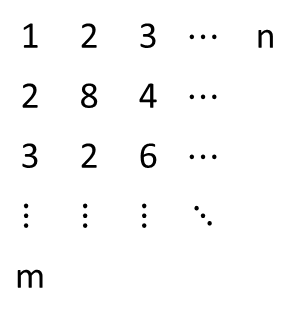 1 2 3 ⋯ n
2 8 4 ⋯
3 2 6 ⋯
⋮ ⋮ ⋮ ⋱
m